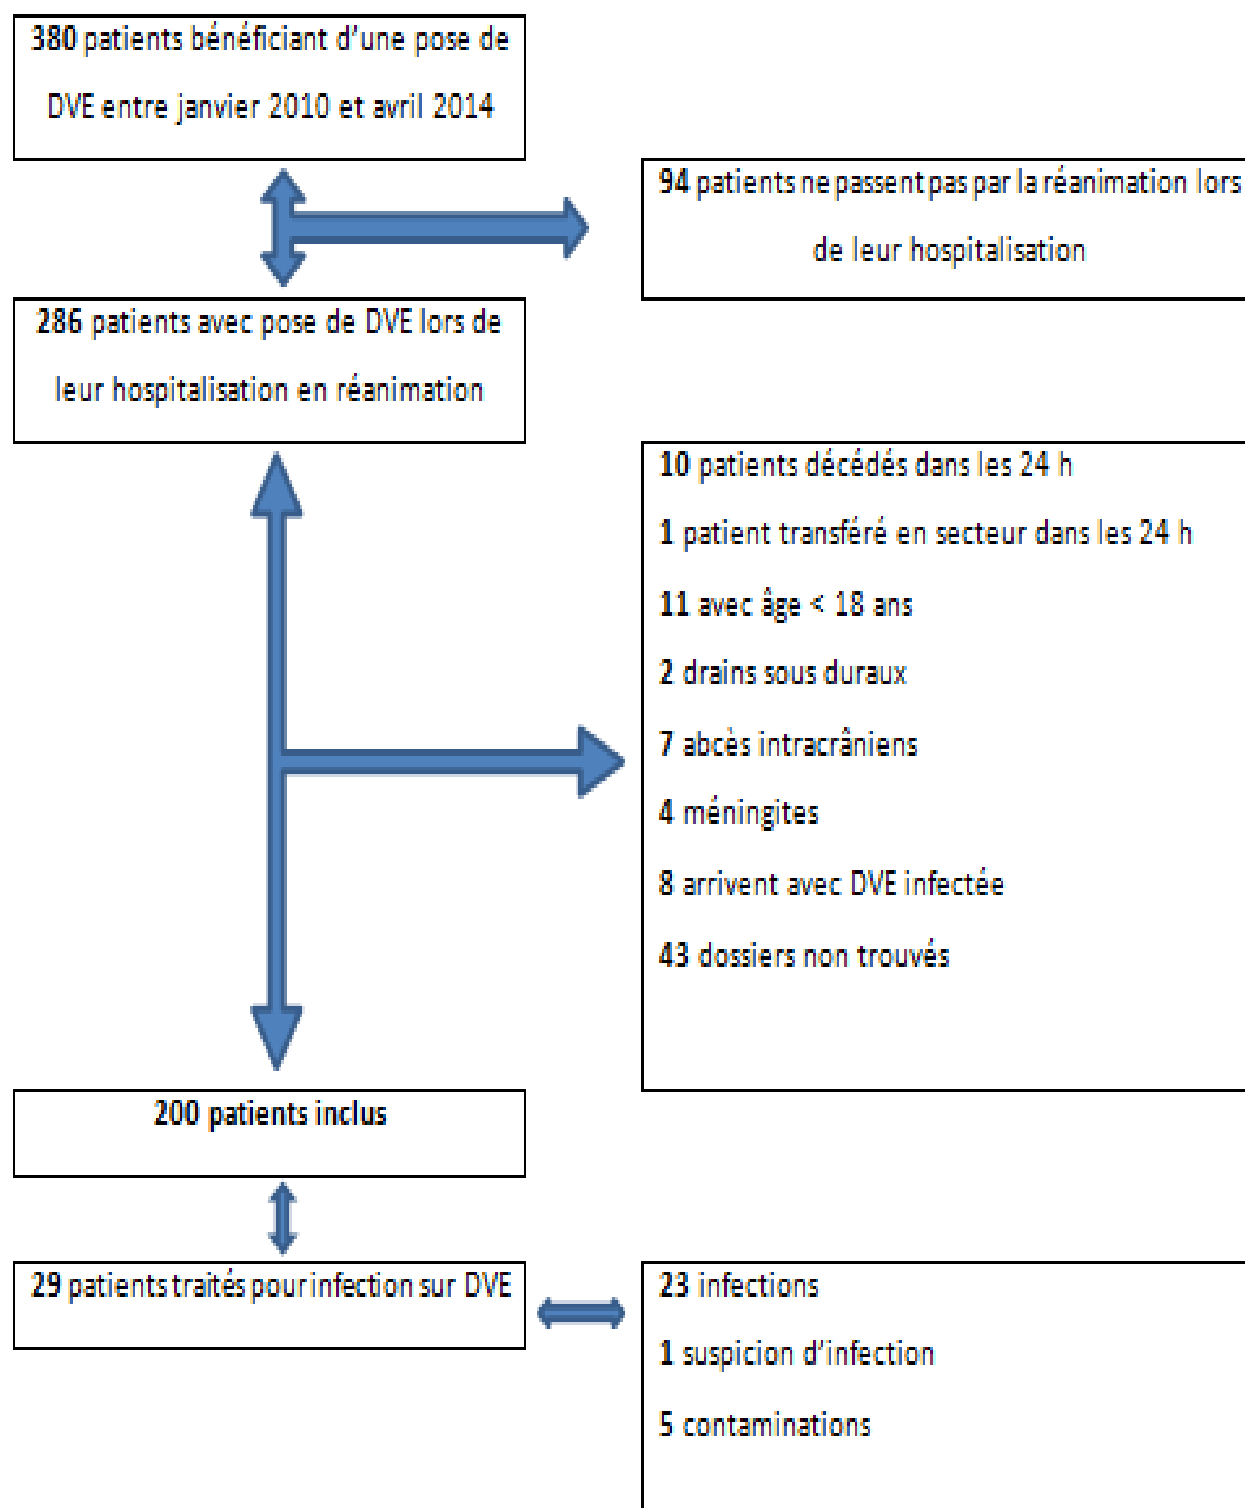 380 patients bénéficiant d'une pose de
DVE entre janvier 2010 et avril 2014
94 patients ne passent pas par la réanimation lors
de leur hospitalisation
286 patients avec pose de DVE lors de
leur hospitalisation en réanimation
10 patients décédés dans les 24 h
1 patient transféré en secteur dans les 24 h
11 avec âge < 18 ans
2 drains sous duraux
7 abcès intracrâniens
4 méningites
8 arrivent avec DVE infectée
43 dossiers non trouvés
200 patients inclus
29 patients traités pour infection sur DVE
23 infections
1 suspicion d'infection
5 contaminations